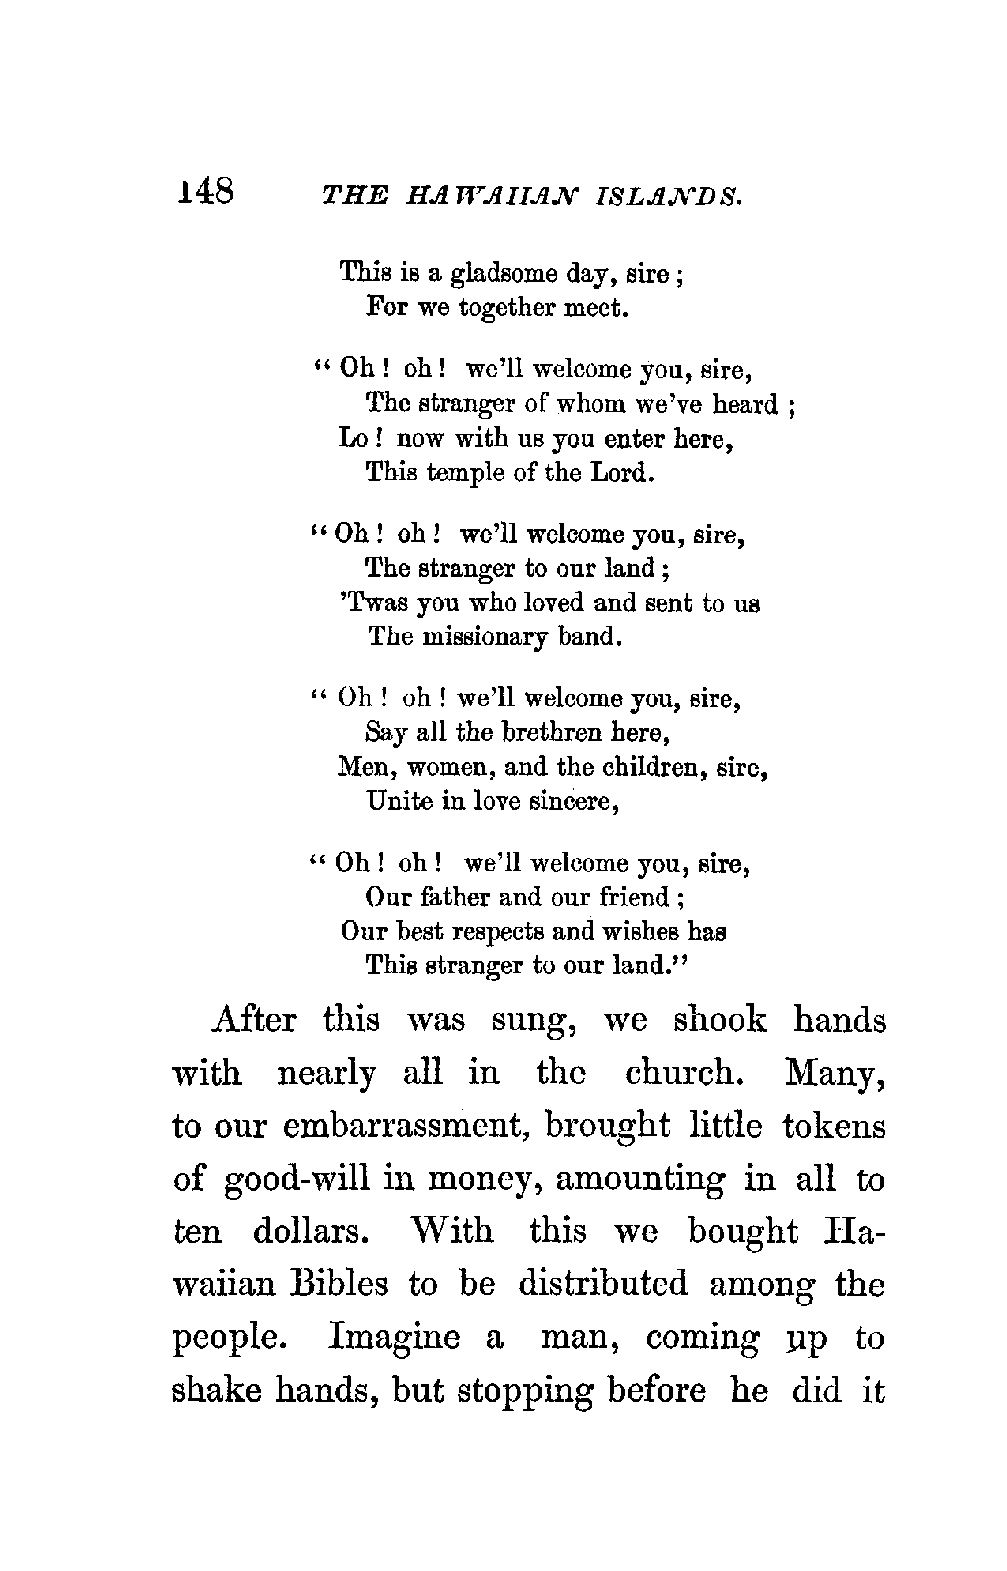 148 THE HAWAIIAN ISLANDS.
This is a gladsome day, sire ;
For we together meet.
“ Oh ! oh ! we’ll welcome you, sire,
The stranger of whom we’ve heard ;
Lo ! now with us you enter here,
This temple of the Lord.
“ Oh ! oh ! we’ll welcome you, sire,
The stranger to our land ;
’Twas you who loved and sent to us
The missionary band.
“ Oh ! oh ! we’ll welcome you, sire,
Say all the brethren here,
Men, women, and the children, sire,
Unite in love sincere,
“ Oh ! oh ! we’ll welcome you, sire,
Our father and our friend ;
Our best respects and wishes has
This stranger to our land.”
After this was sung, we shook hands
with nearly all in the church. Many,
to our embarrassment, brought little tokens
of good-will in money, amounting in all to
ten dollars. With this we bought Ha-
waiian Bibles to be distributed among the
people. Imagine a man, coming up to
shake hands, but stopping before he did it